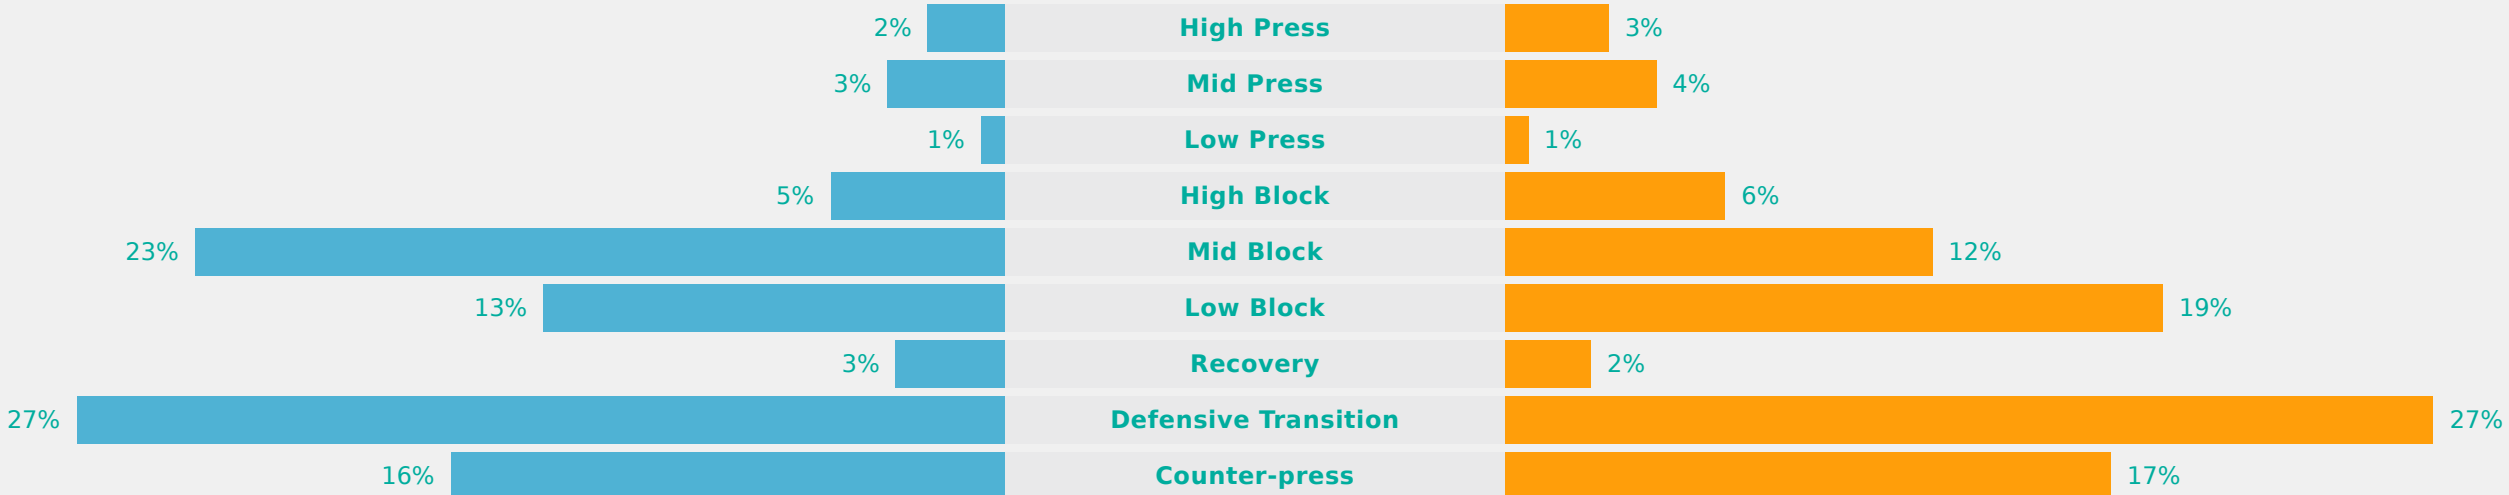 2% High Press 3%
3% Mid Press 4%
1% Low Press 1%
5% High Block 6%
23% Mid Block 12%
13% Low Block 19%
3% Recovery 2%
27% Defensive Transition 27%
16% Counter-press 17%